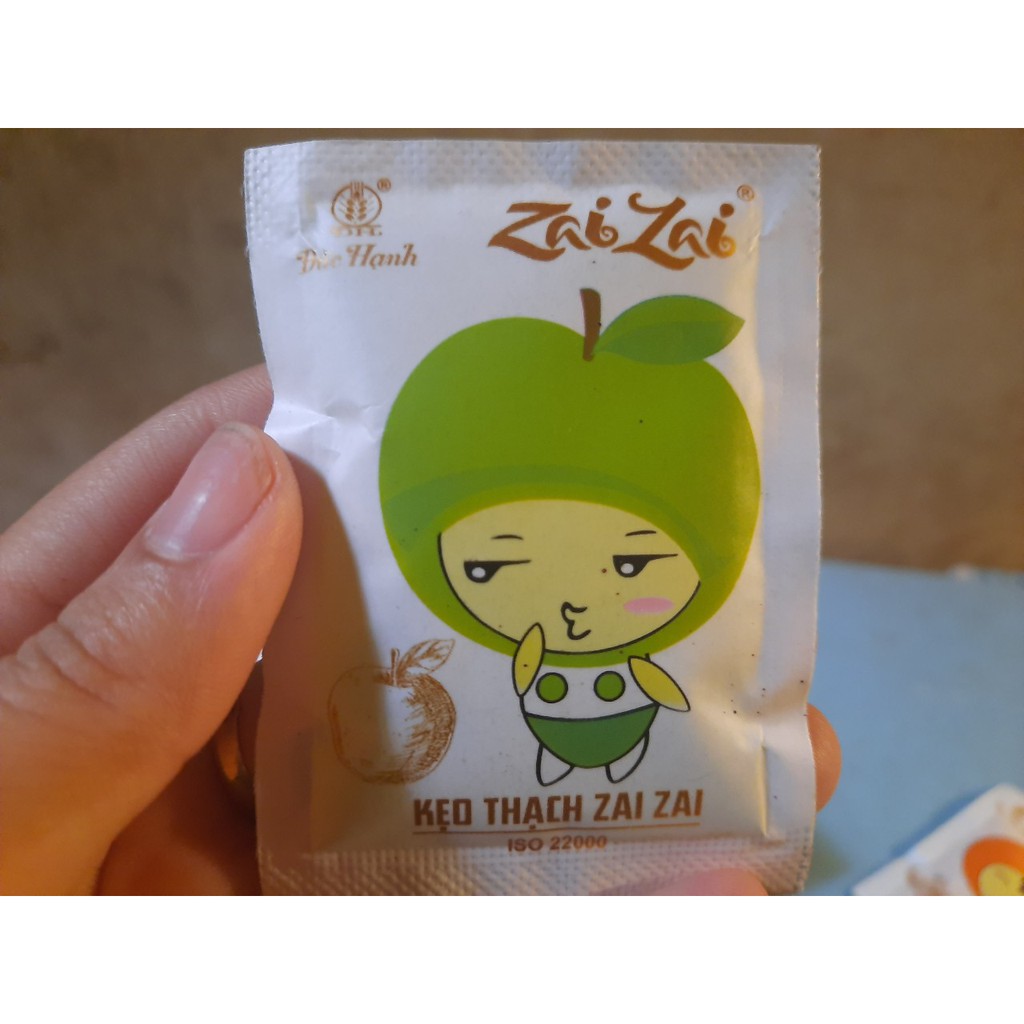 ®
Đức Hạnh
Zai Zai®
KẸO THẠCH ZAI ZAI
ISO 22000